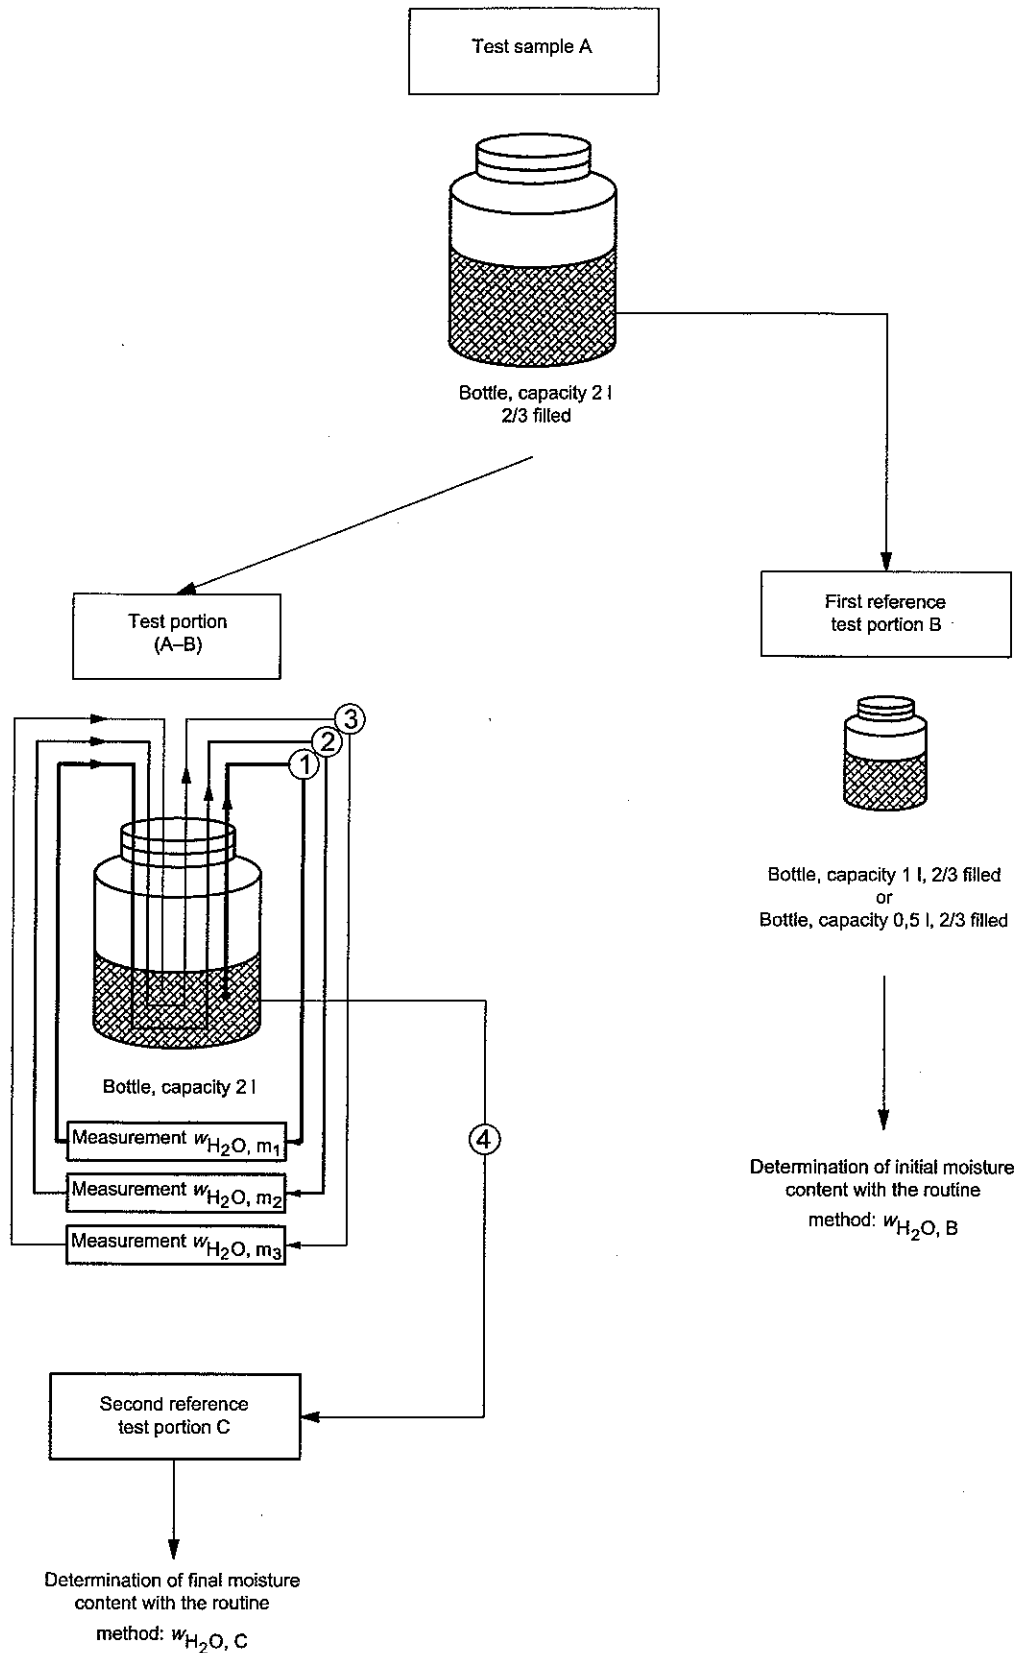 Test sample A
Bottle, capacity 2 l
2/3 filled
Test portion
(A–B)
First reference
test portion B
3
2
1
Bottle, capacity 1 l, 2/3 filled
or
Bottle, capacity 0,5 l, 2/3 filled
Bottle, capacity 2 l
Measurement wH2O, m1
Measurement wH2O, m2
Measurement wH2O, m3
4
Determination of initial moisture
content with the routine
method: wH2O, B
Second reference
test portion C
Determination of final moisture
content with the routine
method: wH2O, C